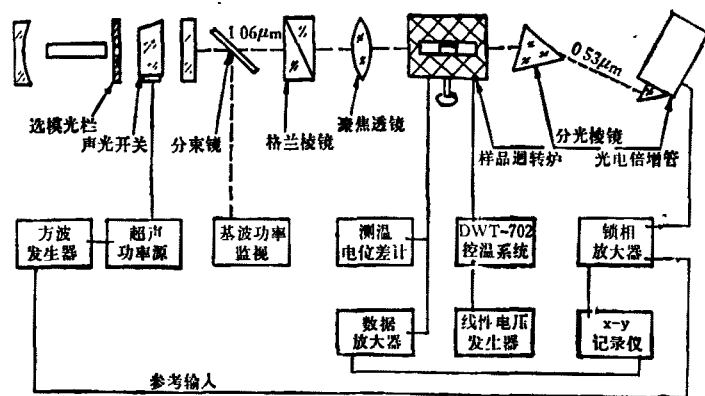 1.06μm
0.53μm
选模光栏
声光开关
分束镜
格兰棱镜
聚焦透镜
样品迴转炉
分光棱镜
光电倍增管
方波
发生器
超声
功率源
基波功率
监视
测温
电位差计
DWT-702
控温系统
锁相
放大器
数据
放大器
线性电压
发生器
x-y
记录仪
参考输入